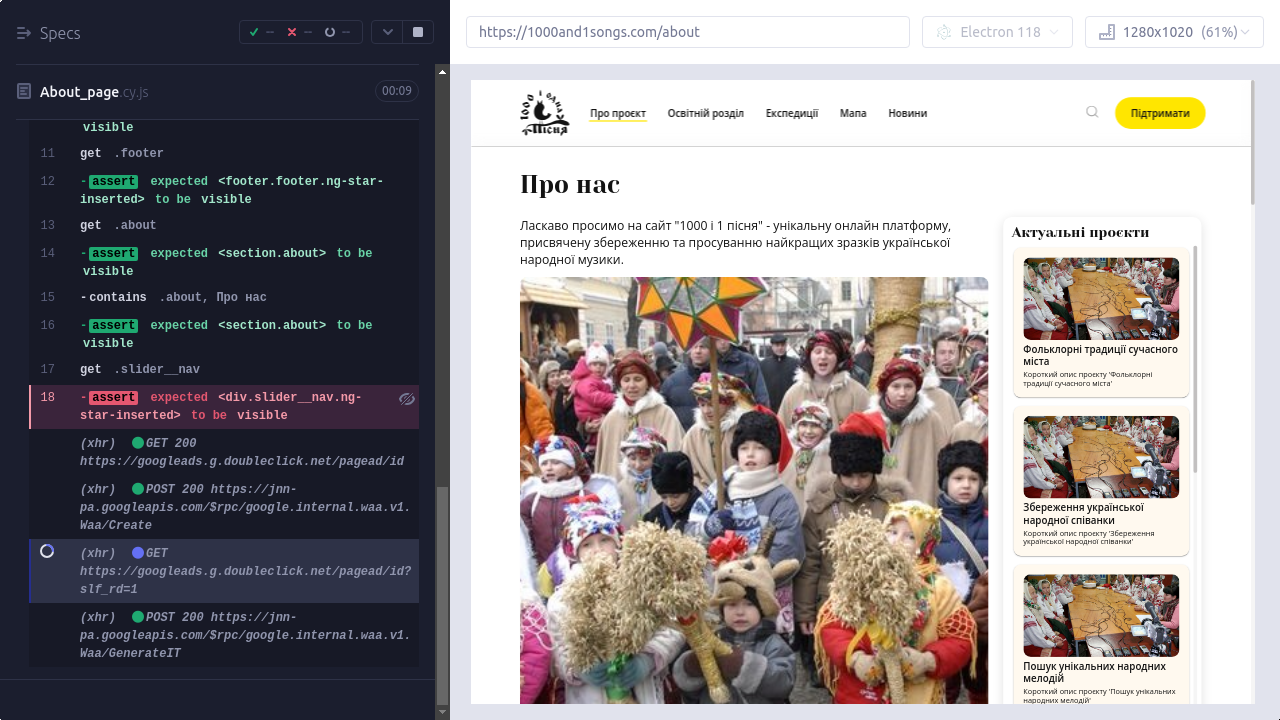 Specs
✓ -- ✗ -- --
https://1000and1songs.com/about
Electron 118
1280x1020 (61%)
About_page.cy.js
00:09
visible
11 get .footer
12 -assert expected <footer.footer.ng-star-
inserted> to be visible
13 get .about
14 -assert expected <section.about> to be
visible
15 -contains .about, Про нас
16 -assert expected <section.about> to be
visible
17 get .slider__nav
18 -assert expected <div.slider__nav.ng-
star-inserted> to be visible
(xhr) GET 200
https://googleads.g.doubleclick.net/pagead/id
(xhr) POST 200 https://jnn-
pa.googleapis.com/$rpc/google.internal.waa.v1.
Waa/Create
(xhr) GET
https://googleads.g.doubleclick.net/pagead/id?
slf_rd=1
(xhr) POST 200 https://jnn-
pa.googleapis.com/$rpc/google.internal.waa.v1.
Waa/GenerateIT
1000 і одна
Пісня
Про проєкт
Освітній розділ
Експедиції
Мапа
Новини
Підтримати
Про нас
Ласкаво просимо на сайт "1000 і 1 пісня" - унікальну онлайн платформу,
присвячену збереженню та просуванню найкращих зразків української
народної музики.
Актуальні проєкти
Фольклорні традиції сучасного
міста
Короткий опис проекту 'Фольклорні
традиції сучасного міста'
Збереження української
народної співанки
Короткий опис проекту 'Збереження
української народної співанки'
Пошук унікальних народних
мелодій
Короткий опис проекту 'Пошук унікальних
народних мелодій'